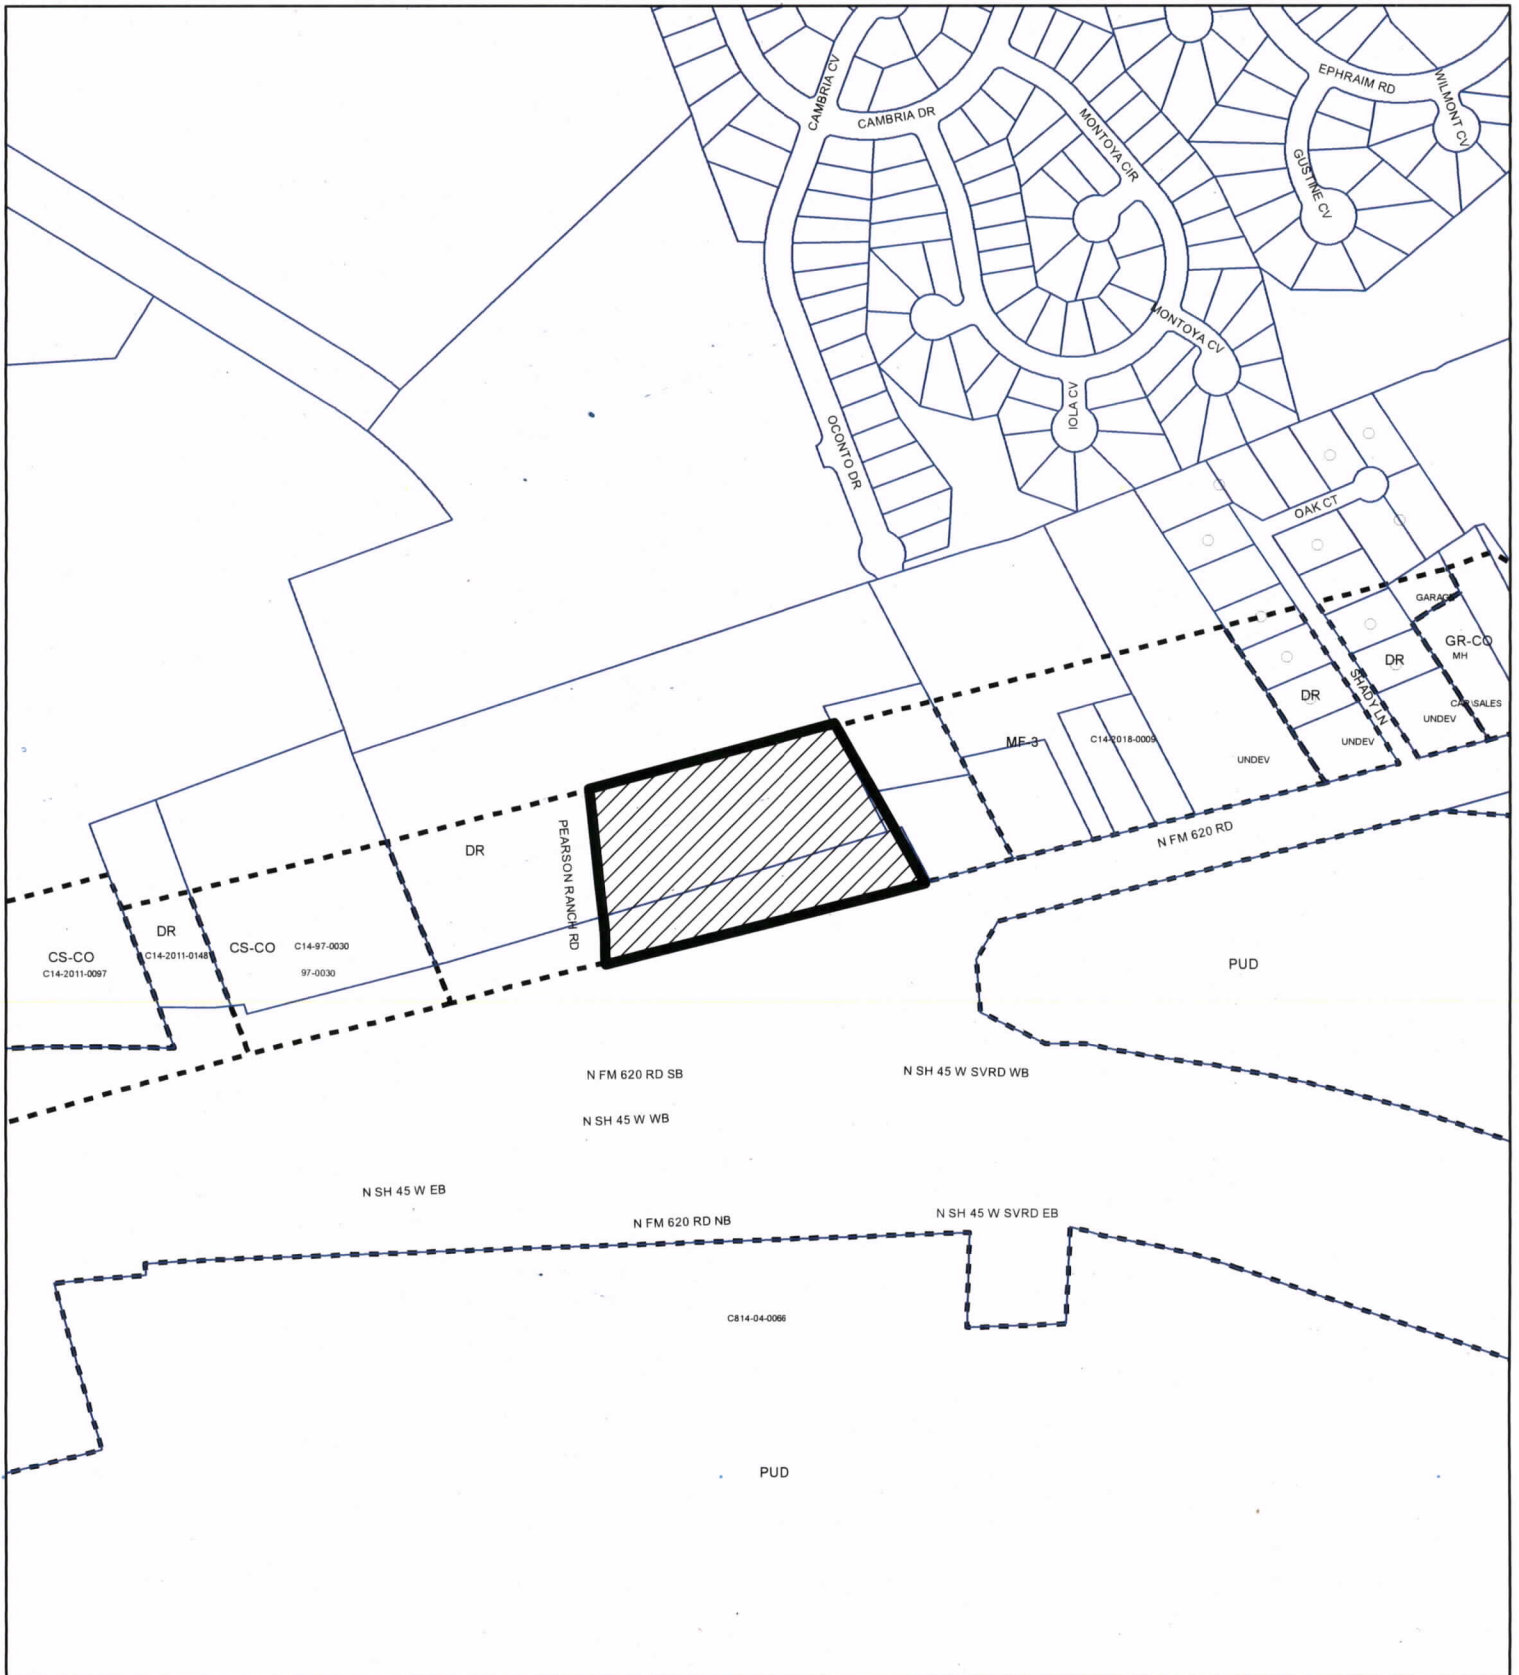 CAMBRIA CV
CAMBRIA DR
MONTOYA CIR
EPHRAIM RD
WILMONT CV
GUSTINE CV
MONTOYA CV
IOLA CV
OCONTO DR
OAK CT
GARAGE
GR-CO
MH
DR
SHADY LN
DR
CAR SALES
UNDEV
UNDEV
MF-3
C14-2018-0009
UNDEV
N FM 620 RD
PEARSON RANCH RD
DR
DR
C14-2011-0148
CS-CO
C14-97-0030
97-0030
CS-CO
C14-2011-0097
PUD
N FM 620 RD SB
N SH 45 W SVRD WB
N SH 45 W WB
N SH 45 W EB
N FM 620 RD NB
N SH 45 W SVRD EB
C814-04-0066
PUD